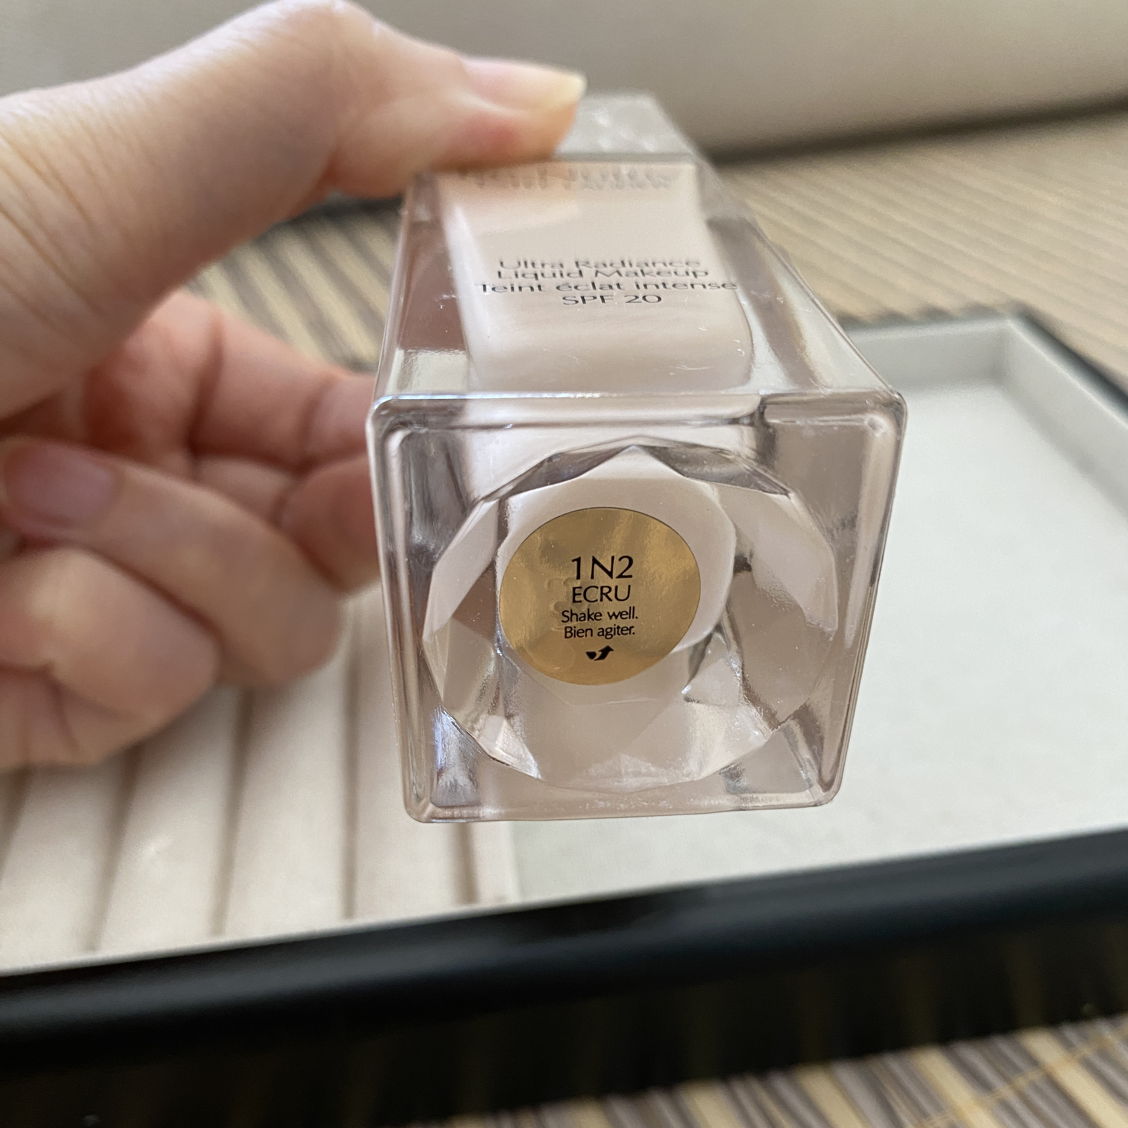 Ultra Radiance
Liquid Makeup
Teint éclat intense
SPF 20
1N2
ECRU
Shake well.
Bien agiter.